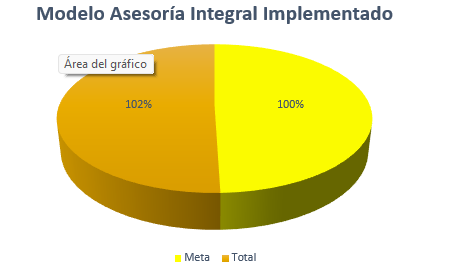 Modelo Asesoría Integral Implementado
Área del gráfico
102%
100%
Meta
Total